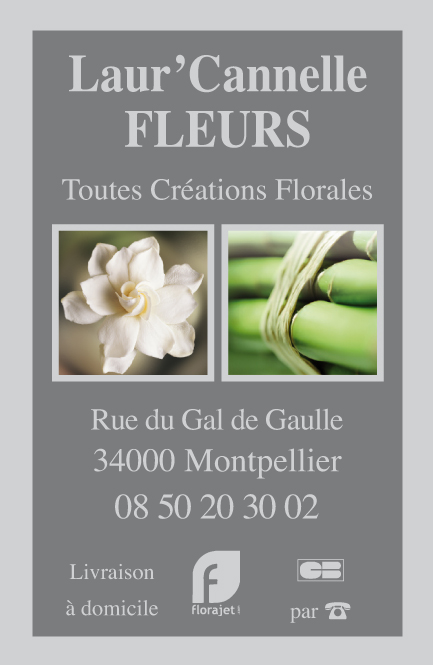 Laur’Cannelle
FLEURS
Toutes Créations Florales
Rue du Gal de Gaulle
34000 Montpellier
08 50 20 30 02
Livraison
à domicile
florajet
CB
par ☎